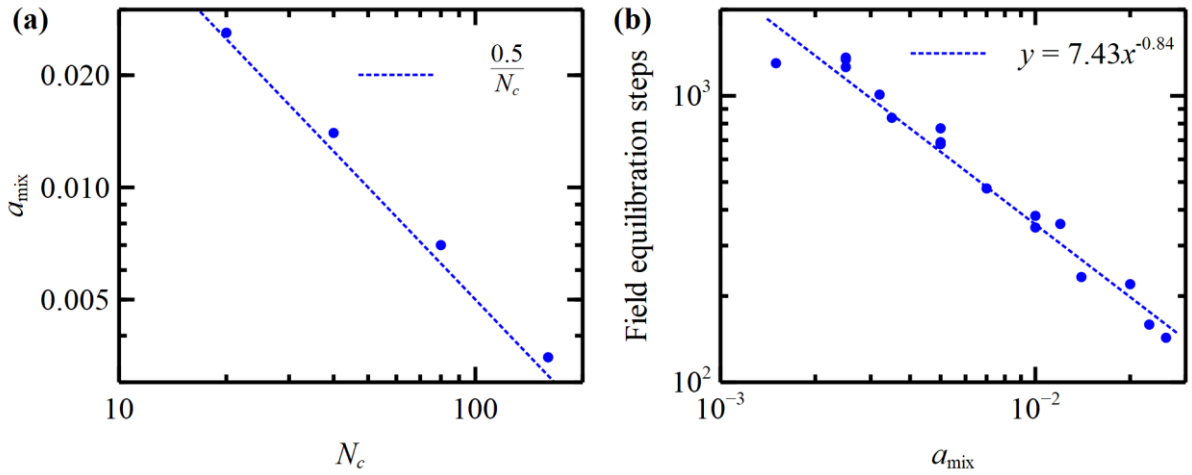 (a)
0.5
N_c
0.020
0.010
0.005
a_mix
10
100
N_c
(b)
y = 7.43x^-0.84
10^3
10^2
Field equilibration steps
10^−3
10^−2
a_mix